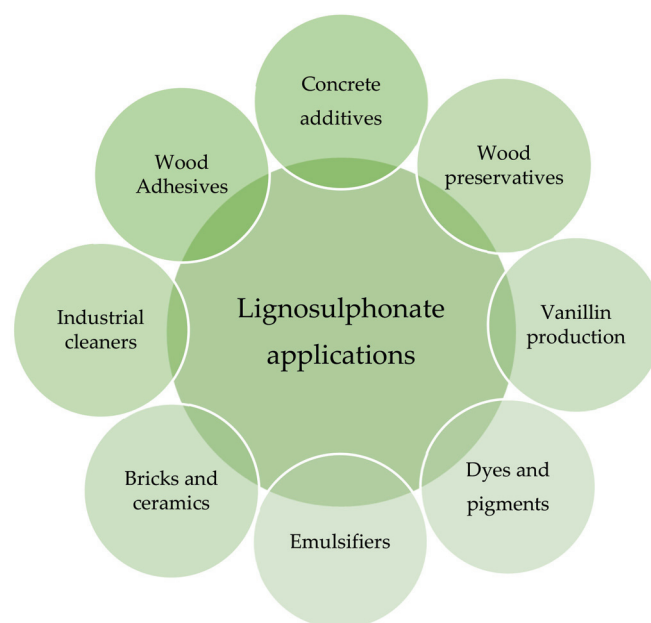 Concrete
additives
Wood
preservatives
Vanillin
production
Dyes and
pigments
Emulsifiers
Bricks and
ceramics
Industrial
cleaners
Wood
Adhesives
Lignosulphonate
applications